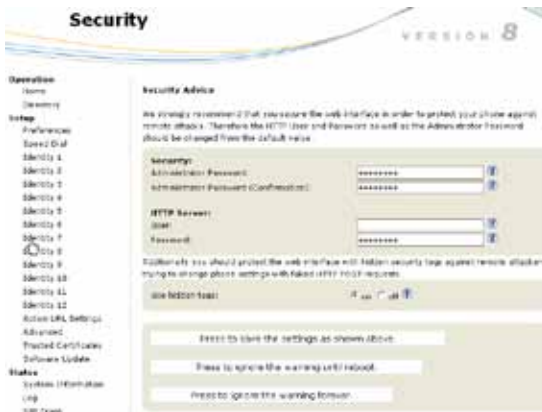 Security
VERSION 8
Operation
Home
Directory
Setup
Preferences
Speed Dial
Identity 1
Identity 2
Identity 3
Identity 4
Identity 5
Identity 6
Identity 7
Identity 8
Identity 9
Identity 10
Identity 11
Identity 12
Action URL Settings
Advanced
Trusted Certificates
Software Update
Status
System Information
Log
Security Advice
We strongly recommend that you secure the web interface in order to protect your phone against
remote attacks. Therefore the HTTP User and Password as well as the Administrator Password
should be changed from the default value.
Security:
Administrator Password:
Administrator Password (Confirmation):
HTTP Server:
User:
Password:
Additionally you should protect the web interface with hidden security tags against remote attacker
trying to change phone settings with faked HTTP POST requests.
Use hidden tags: on off
Press to save the settings as shown above.
Press to ignore the warning until reboot.
Press to ignore the warning forever.